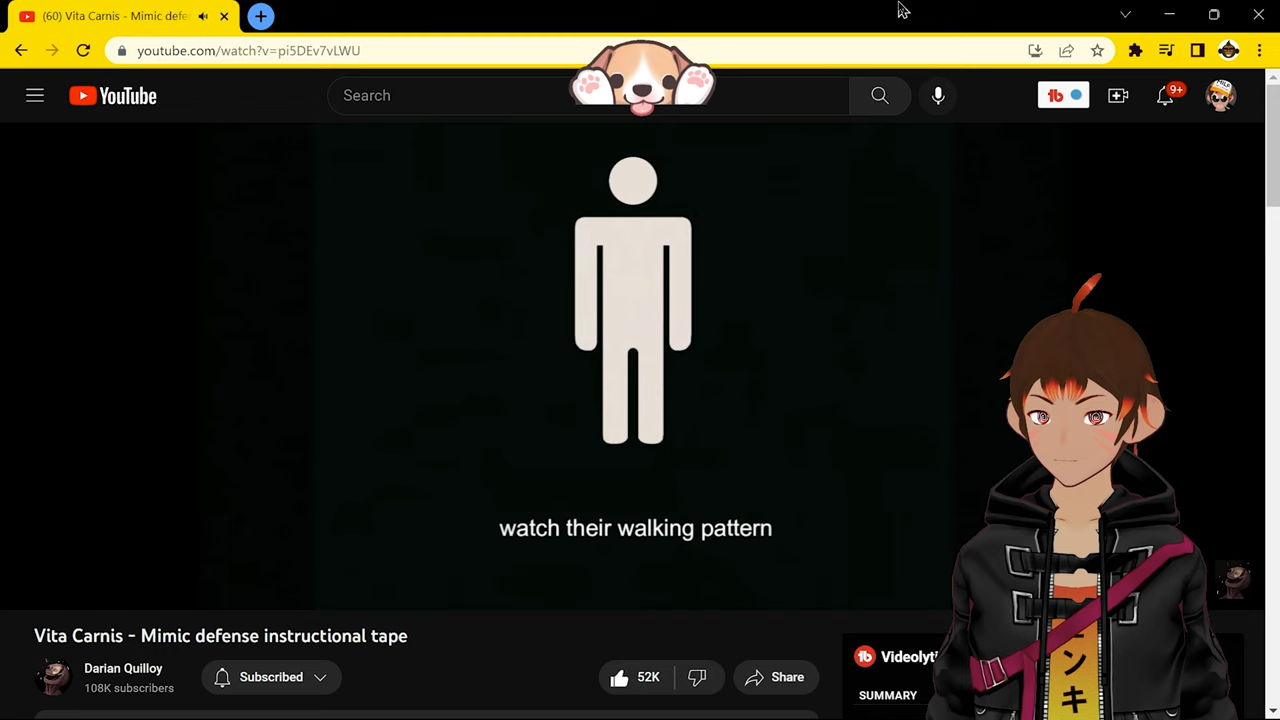 (60) Vita Carnis - Mimic defe
youtube.com/watch?v=pi5DEv7vLWU
YouTube
Search
9+
watch their walking pattern
Vita Carnis - Mimic defense instructional tape
Darian Quilloy
108K subscribers
Subscribed
52K
Share
Videolyti
SUMMARY
ンキ